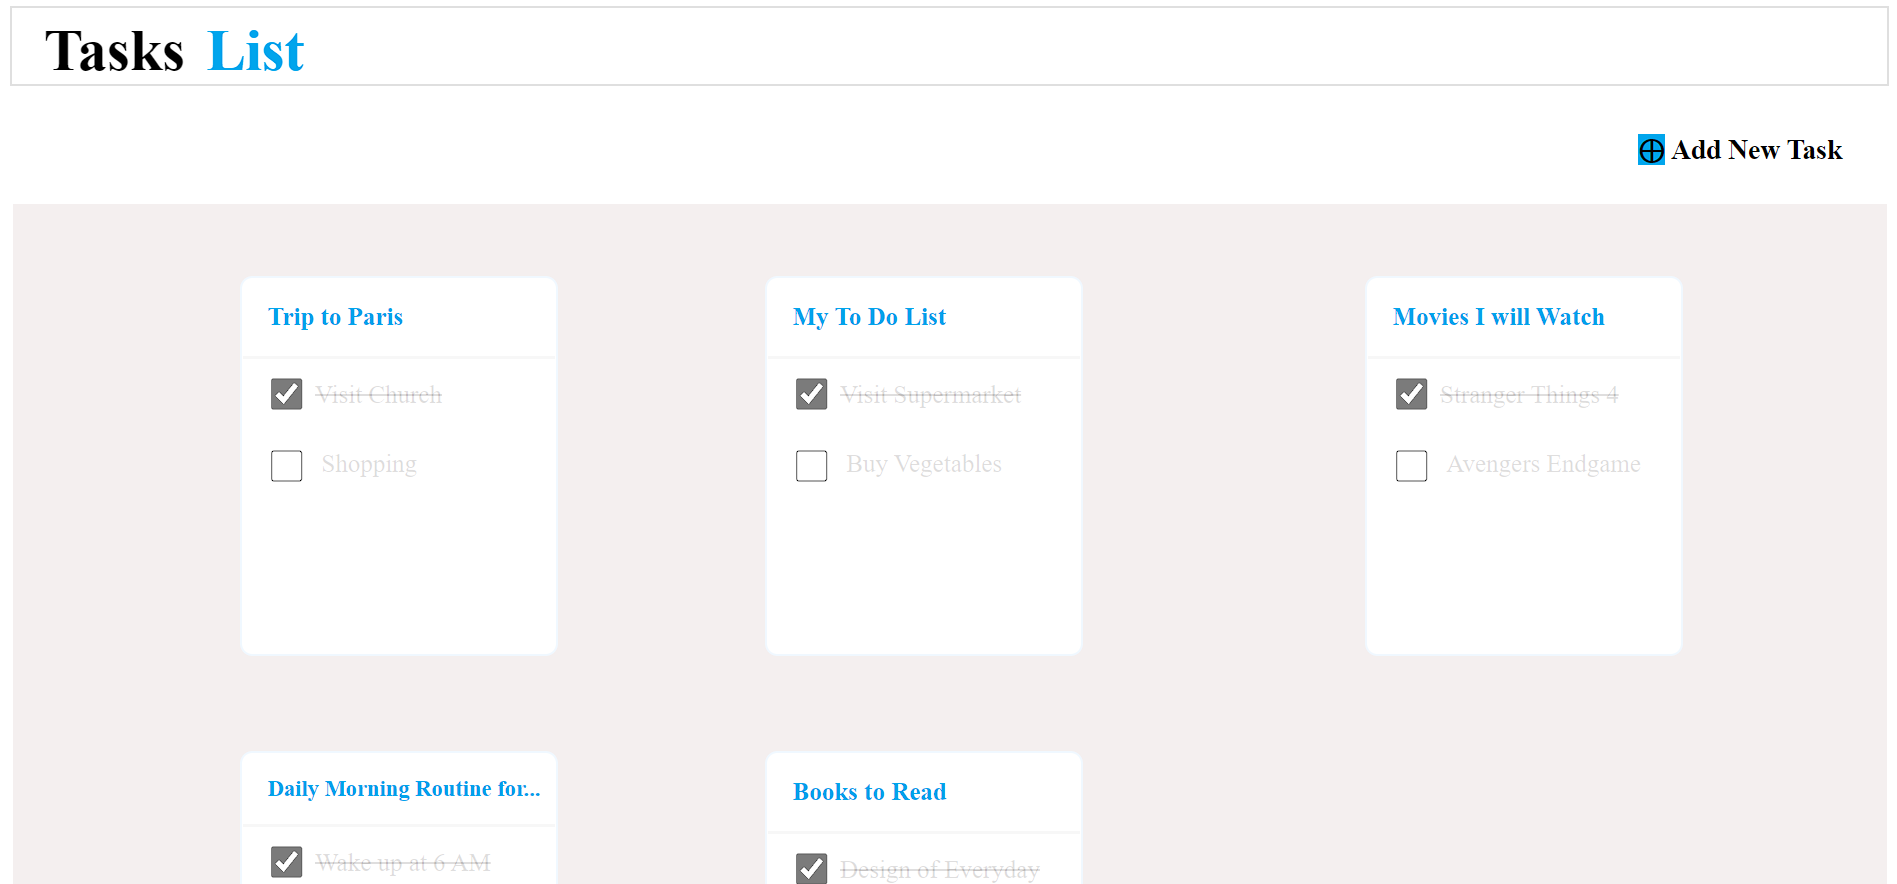 Tasks List
Add New Task
Trip to Paris
Visit Church
Shopping
My To Do List
Visit Supermarket
Buy Vegetables
Movies I will Watch
Stranger Things 4
Avengers Endgame
Daily Morning Routine for...
Wake up at 6 AM
Books to Read
Design of Everyday